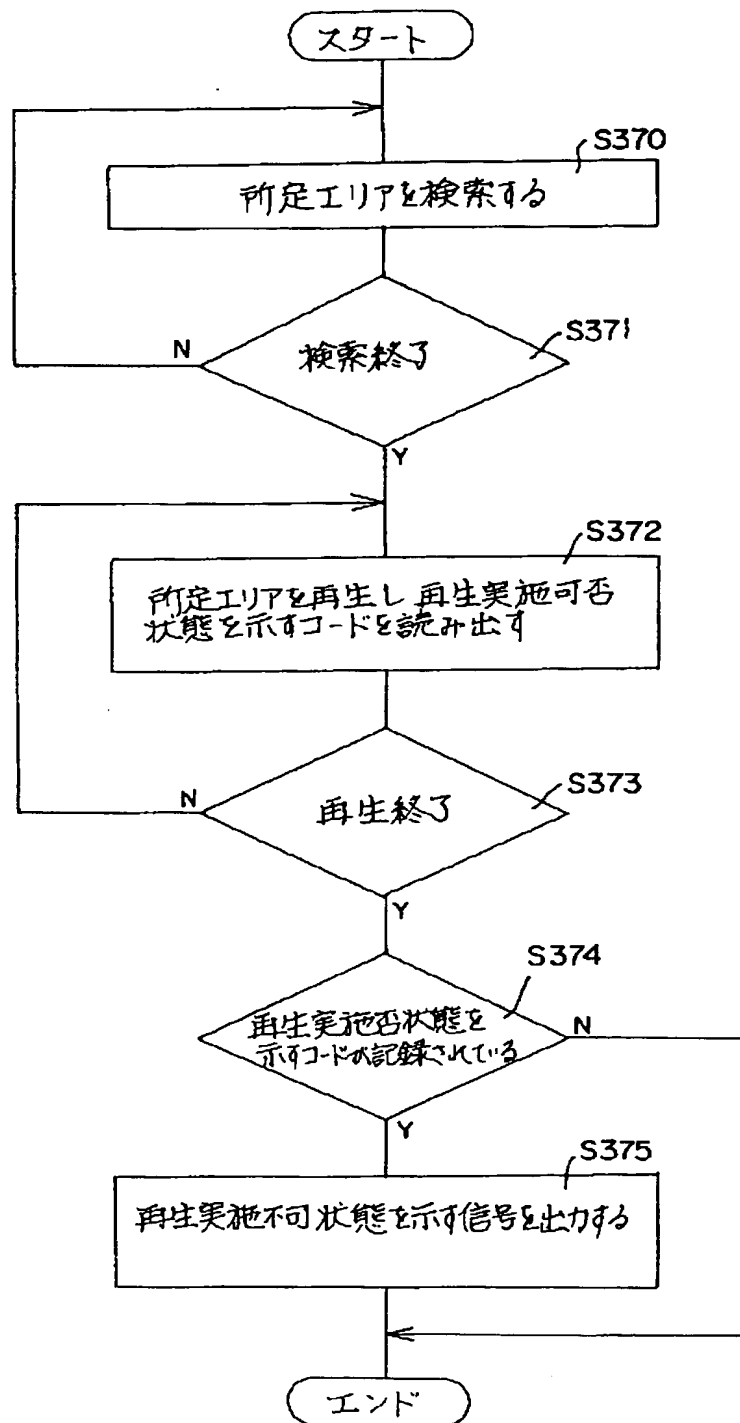 スタート
S370
所定エリアを検索する
S371
検索終了
N
Y
S372
所定エリアを再生し再生実施可否
状態を示すコードを読み出す
S373
再生終了
N
Y
S374
再生実施否状態を
示すコードが記録されている
N
Y
S375
再生実施不可状態を示す信号を出力する
エンド